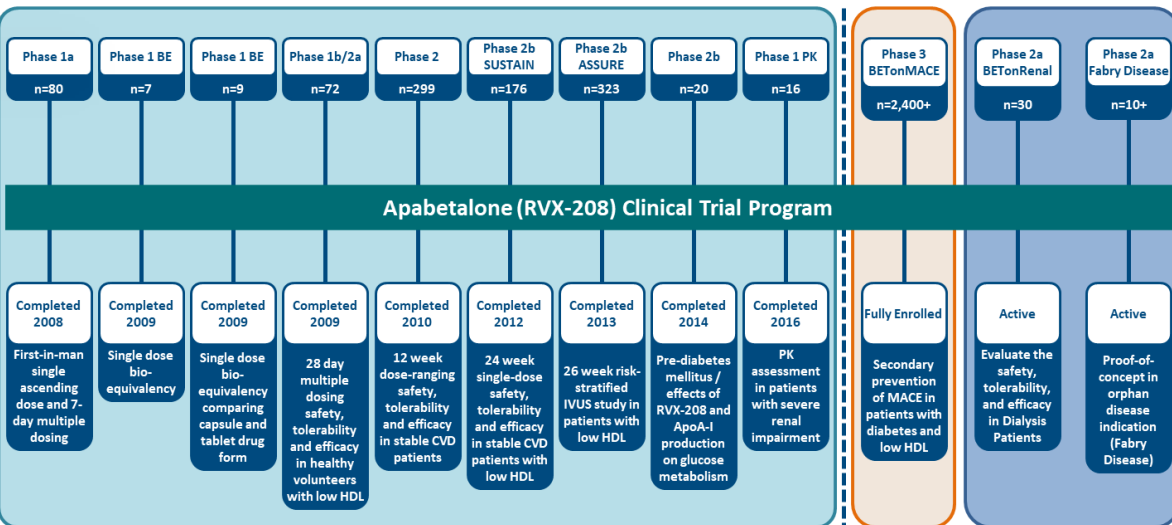 Phase 1a
n=80
Phase 1 BE
n=7
Phase 1 BE
n=9
Phase 1b/2a
n=72
Phase 2
n=299
Phase 2b
SUSTAIN
n=176
Phase 2b
ASSURE
n=323
Phase 2b
n=20
Phase 1 PK
n=16
Phase 3
BETonMACE
n=2,400+
Phase 2a
BETonRenal
n=30
Phase 2a
Fabry Disease
n=10+
Apabetalone (RVX-208) Clinical Trial Program
Completed
2008
First-in-man
single
ascending
dose and 7-
day multiple
dosing
Completed
2009
Single dose
bio-
equivalency
Completed
2009
Single dose
bio-
equivalency
comparing
capsule and
tablet drug
form
Completed
2009
28 day
multiple
dosing
safety,
tolerability
and efficacy
in healthy
volunteers
with low HDL
Completed
2010
12 week
dose-ranging
safety,
tolerability
and efficacy
in stable CVD
patients
Completed
2012
24 week
single-dose
safety,
tolerability
and efficacy
in stable CVD
patients with
low HDL
Completed
2013
26 week risk-
stratified
IVUS study in
patients with
low HDL
Completed
2014
Pre-diabetes
mellitus /
effects of
RVX-208 and
ApoA-I
production
on glucose
metabolism
Completed
2016
PK
assessment
in patients
with severe
renal
impairment
Fully Enrolled
Secondary
prevention
of MACE in
patients with
diabetes and
low HDL
Active
Evaluate the
safety,
tolerability,
and efficacy
in Dialysis
Patients
Active
Proof-of-
concept in
orphan
disease
indication
(Fabry
Disease)